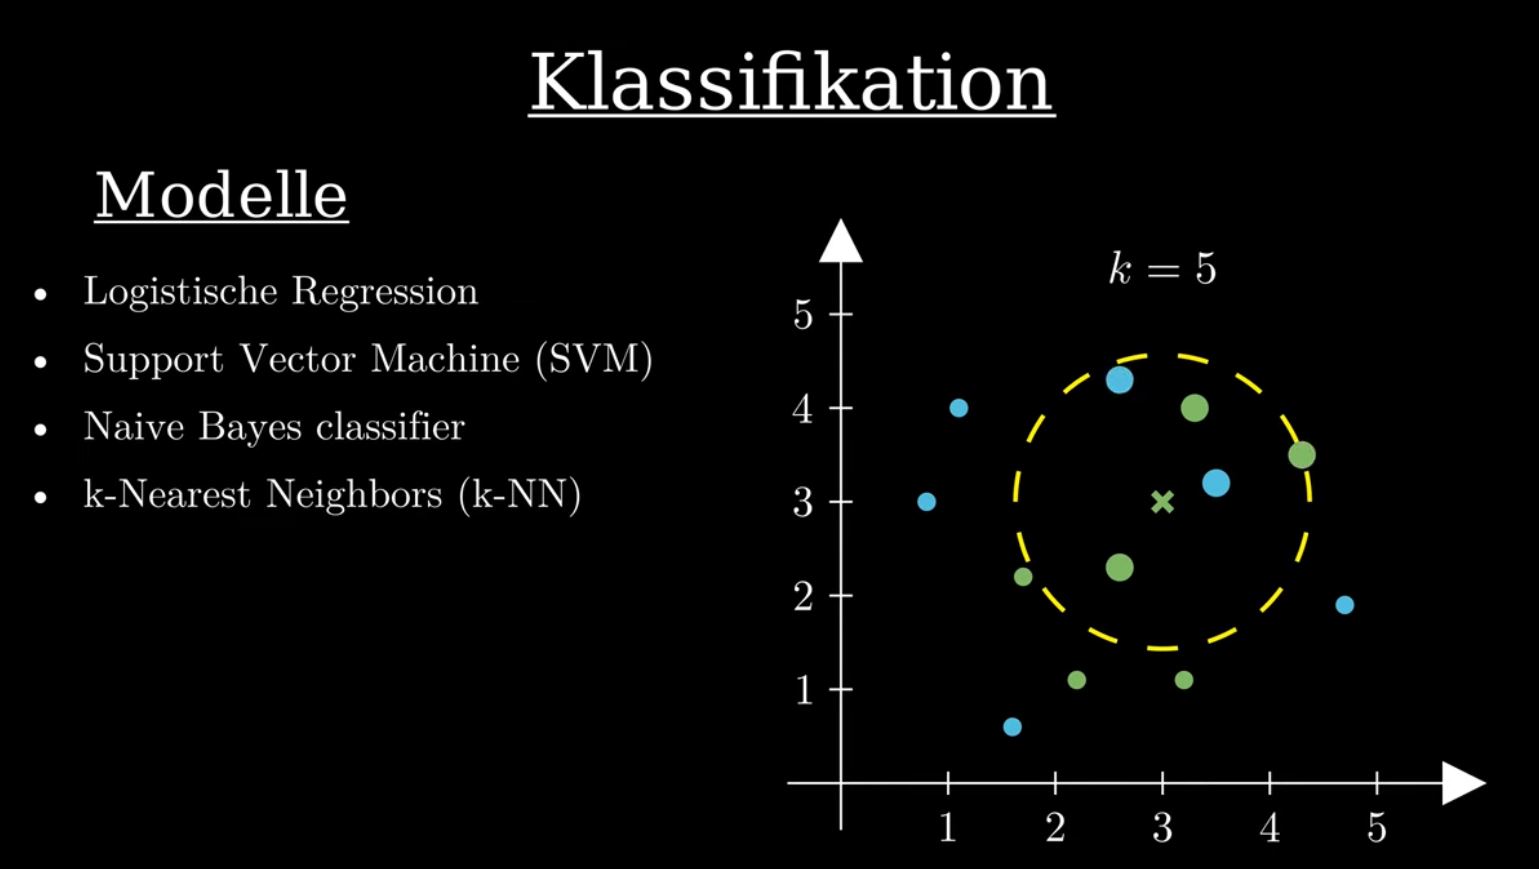 Klassifikation
Modelle
• Logistische Regression
• Support Vector Machine (SVM)
• Naive Bayes classifier
• k-Nearest Neighbors (k-NN)
k = 5
5
4
3
2
1
1 2 3 4 5